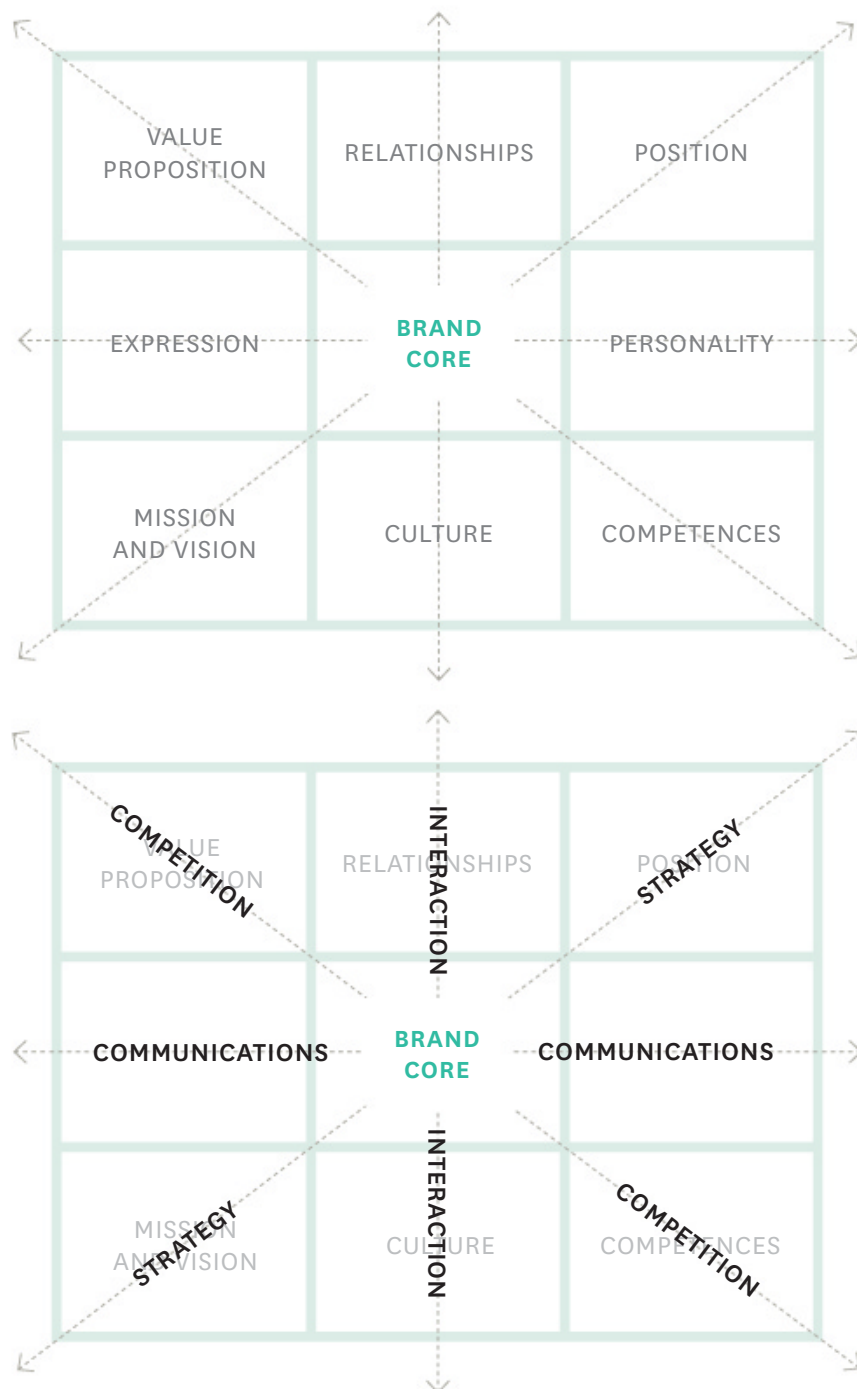 VALUE
PROPOSITION
RELATIONSHIPS
POSITION
EXPRESSION
BRAND
CORE
PERSONALITY
MISSION
AND VISION
CULTURE
COMPETENCES
COMPETITION
VALUE
PROPOSITION
INTERACTION
RELATIONSHIPS
STRATEGY
POSITION
COMMUNICATIONS
BRAND
CORE
COMMUNICATIONS
STRATEGY
MISSION
AND VISION
INTERACTION
CULTURE
COMPETITION
COMPETENCES